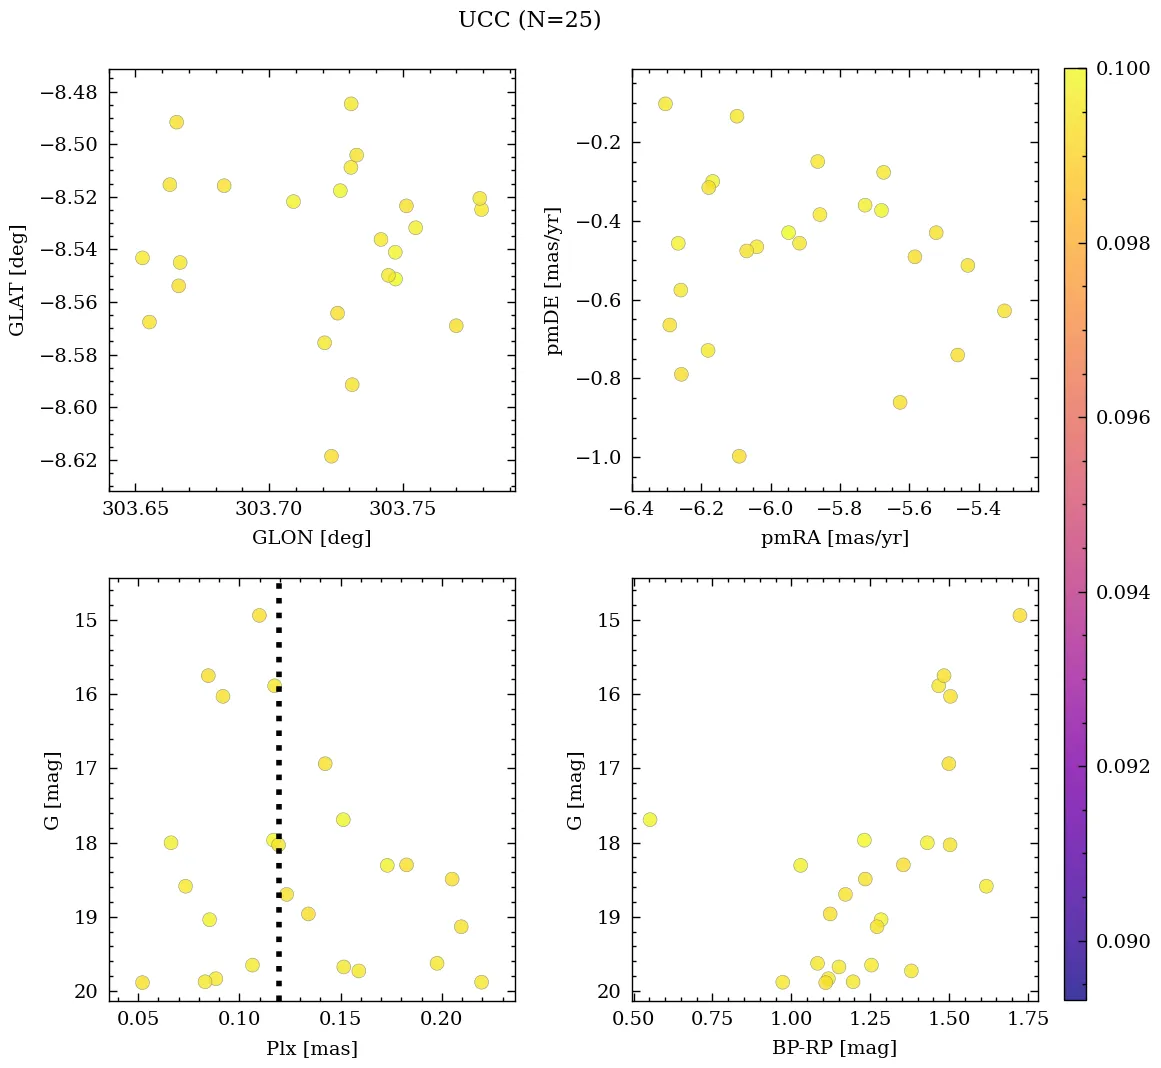 UCC (N=25)
−8.48
−8.50
−8.52
−8.54
−8.56
−8.58
−8.60
−8.62
GLAT [deg]
303.65 303.70 303.75
GLON [deg]
−0.2
−0.4
−0.6
−0.8
−1.0
pmDE [mas/yr]
−6.4 −6.2 −6.0 −5.8 −5.6 −5.4
pmRA [mas/yr]
15
16
17
18
19
20
G [mag]
0.05 0.10 0.15 0.20
Plx [mas]
15
16
17
18
19
20
G [mag]
0.50 0.75 1.00 1.25 1.50 1.75
BP-RP [mag]
0.100
0.098
0.096
0.094
0.092
0.090